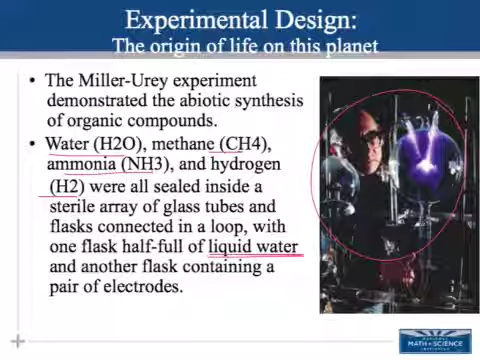 Experimental Design:
The origin of life on this planet
• The Miller-Urey experiment
demonstrated the abiotic synthesis
of organic compounds.
• Water (H2O), methane (CH4),
ammonia (NH3), and hydrogen
(H2) were all sealed inside a
sterile array of glass tubes and
flasks connected in a loop, with
one flask half-full of liquid water
and another flask containing a
pair of electrodes.
NATIONAL
MATH + SCIENCE
INITIATIVE